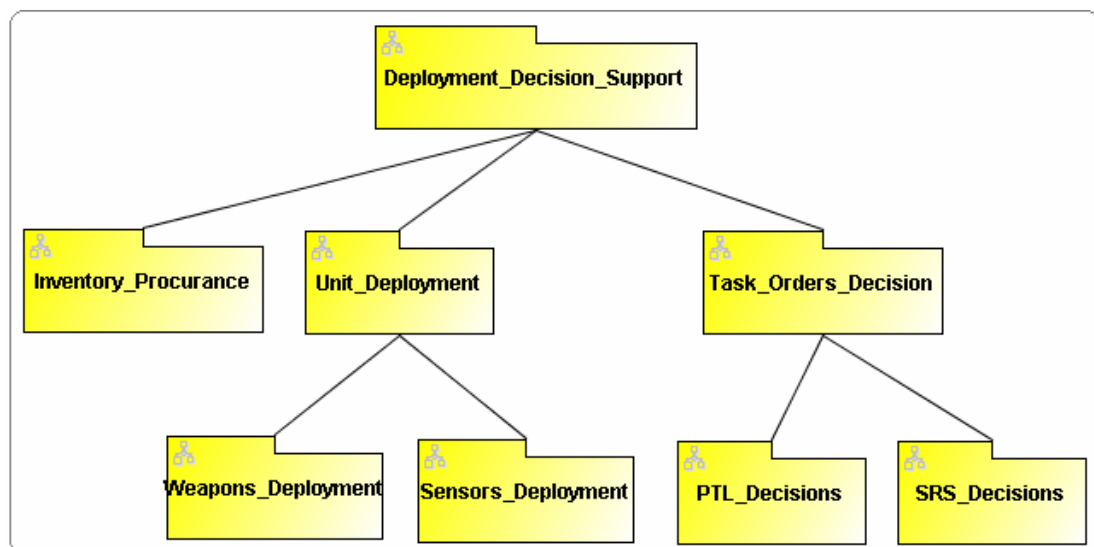 Deployment_Decision_Support
Inventory_Procurance
Unit_Deployment
Task_Orders_Decision
Weapons_Deployment
Sensors_Deployment
PTL_Decisions
SRS_Decisions